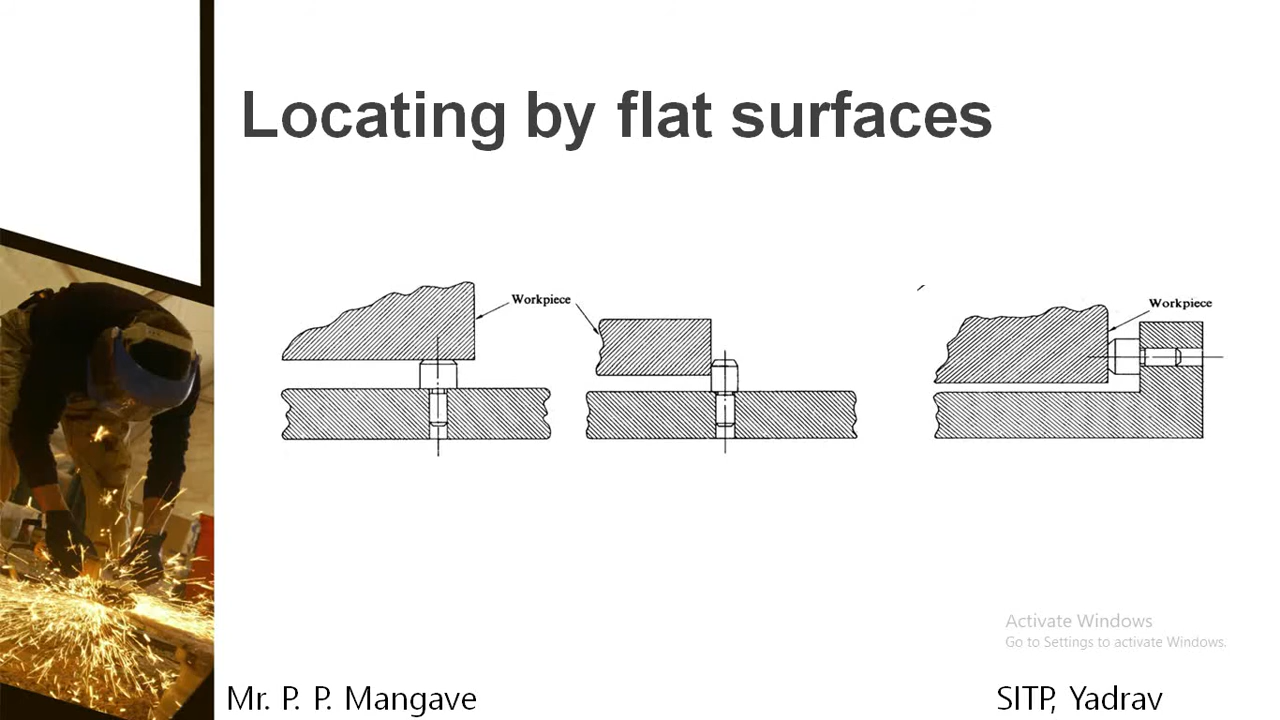 Locating by flat surfaces
Workpiece
Workpiece
Activate Windows
Go to Settings to activate Windows.
Mr. P. P. Mangave
SITP, Yadrav